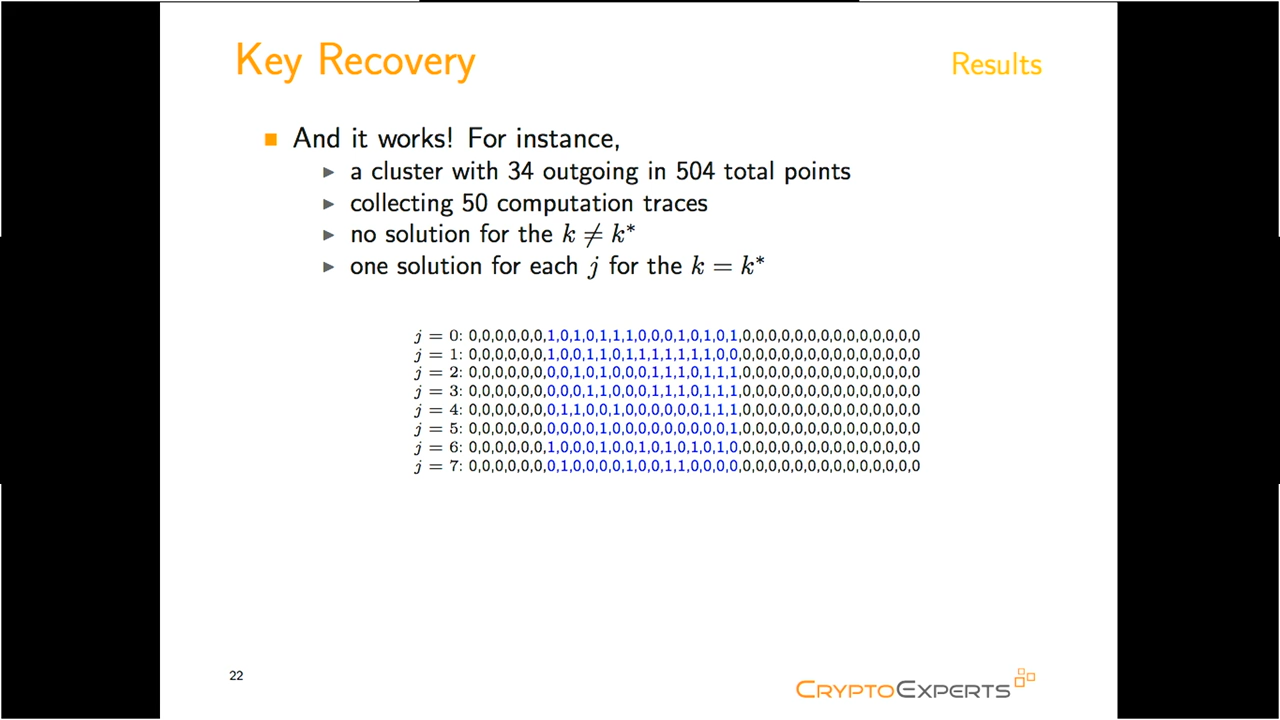 Key Recovery
Results
And it works! For instance,
a cluster with 34 outgoing in 504 total points
collecting 50 computation traces
no solution for the k ≠ k*
one solution for each j for the k = k*
j = 0: 0,0,0,0,0,0,1,0,1,0,1,1,1,0,0,0,1,0,1,0,1,0,0,0,0,0,0,0,0,0,0,0,0,0,0
j = 1: 0,0,0,0,0,0,1,0,0,1,1,0,1,1,1,1,1,1,1,0,0,0,0,0,0,0,0,0,0,0,0,0,0,0,0
j = 2: 0,0,0,0,0,0,0,0,1,0,1,0,0,0,1,1,1,0,1,1,1,0,0,0,0,0,0,0,0,0,0,0,0,0,0
j = 3: 0,0,0,0,0,0,0,0,0,1,1,0,0,0,1,1,1,0,1,1,1,0,0,0,0,0,0,0,0,0,0,0,0,0,0
j = 4: 0,0,0,0,0,0,0,1,1,0,0,1,0,0,0,0,0,0,1,1,1,0,0,0,0,0,0,0,0,0,0,0,0,0,0
j = 5: 0,0,0,0,0,0,0,0,0,0,1,0,0,0,0,0,0,0,0,0,1,0,0,0,0,0,0,0,0,0,0,0,0,0,0
j = 6: 0,0,0,0,0,0,1,0,0,0,1,0,0,1,0,1,0,1,0,1,0,0,0,0,0,0,0,0,0,0,0,0,0,0,0
j = 7: 0,0,0,0,0,0,0,1,0,0,0,0,1,0,0,1,1,0,0,0,0,0,0,0,0,0,0,0,0,0,0,0,0,0,0
22
CRYPTOEXPERTS